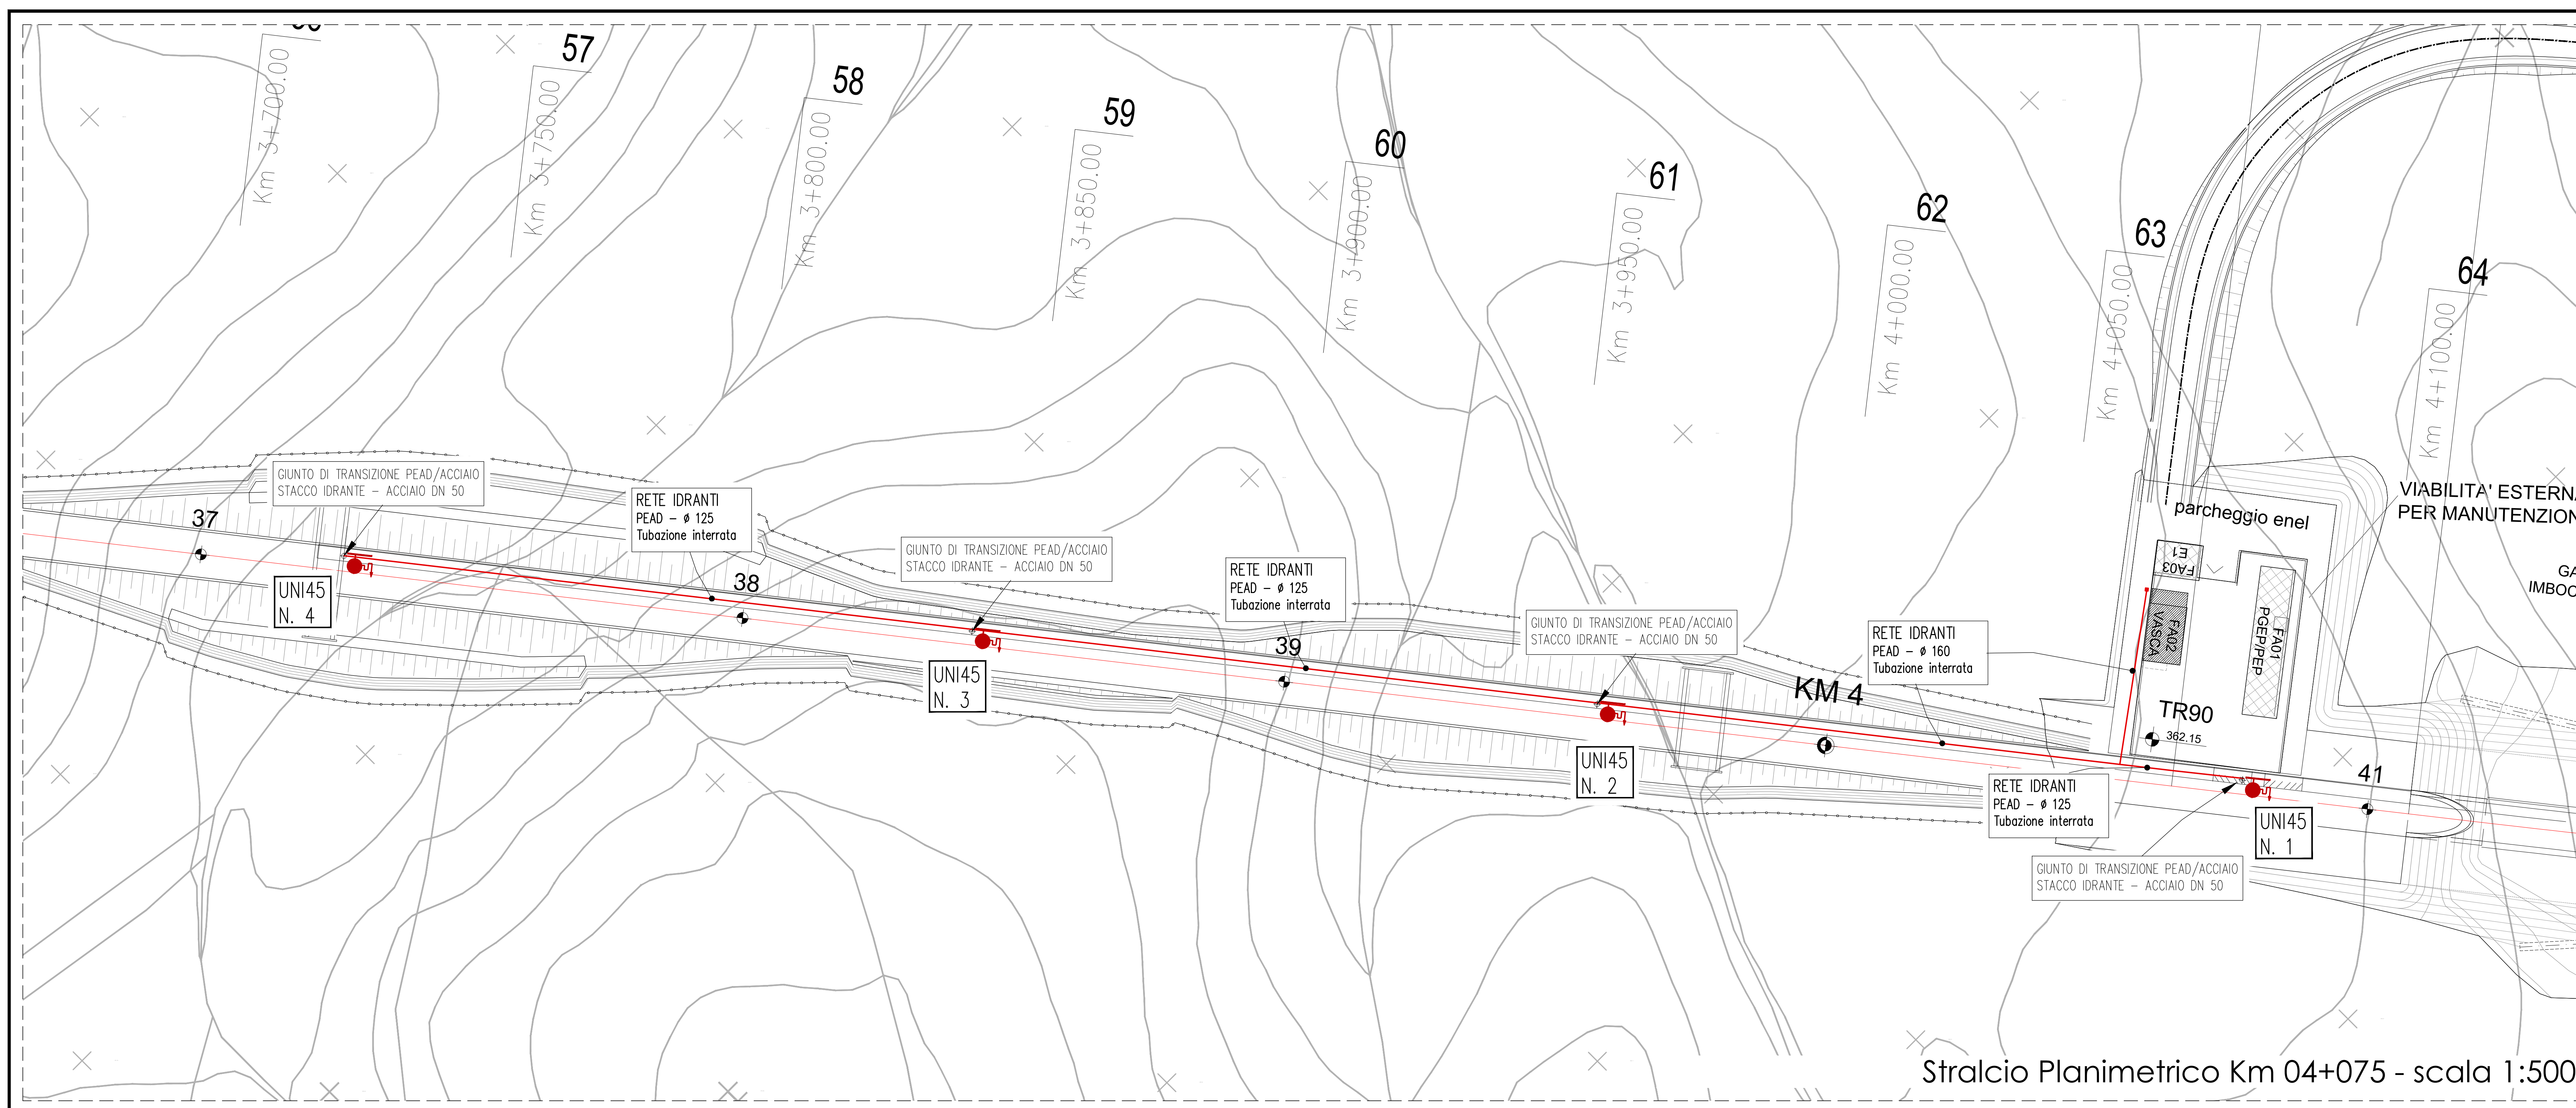 57
58
59
60
61
62
63
64
Km 3+700.00
Km 3+750.00
Km 3+800.00
Km 3+850.00
Km 3+900.00
Km 3+950.00
Km 4+000.00
Km 4+050.00
Km 4+100.00
GIUNTO DI TRANSIZIONE PEAD/ACCIAIO
STACCO IDRANTE - ACCIAIO DN 50
RETE IDRANTI
PEAD - ø 125
Tubazione interrata
GIUNTO DI TRANSIZIONE PEAD/ACCIAIO
STACCO IDRANTE - ACCIAIO DN 50
RETE IDRANTI
PEAD - ø 125
Tubazione interrata
GIUNTO DI TRANSIZIONE PEAD/ACCIAIO
STACCO IDRANTE - ACCIAIO DN 50
RETE IDRANTI
PEAD - ø 160
Tubazione interrata
VIABILITA' ESTERN
PER MANUTENZION
parcheggio enel
E1
FA03
FA02
VASCA
FA01
PGEP/PEP
GA
IMBOC
37
38
39
KM 4
TR90
362.15
41
UNI45
N. 4
UNI45
N. 3
UNI45
N. 2
RETE IDRANTI
PEAD - ø 125
Tubazione interrata
UNI45
N. 1
GIUNTO DI TRANSIZIONE PEAD/ACCIAIO
STACCO IDRANTE - ACCIAIO DN 50
Stralcio Planimetrico Km 04+075 - scala 1:500